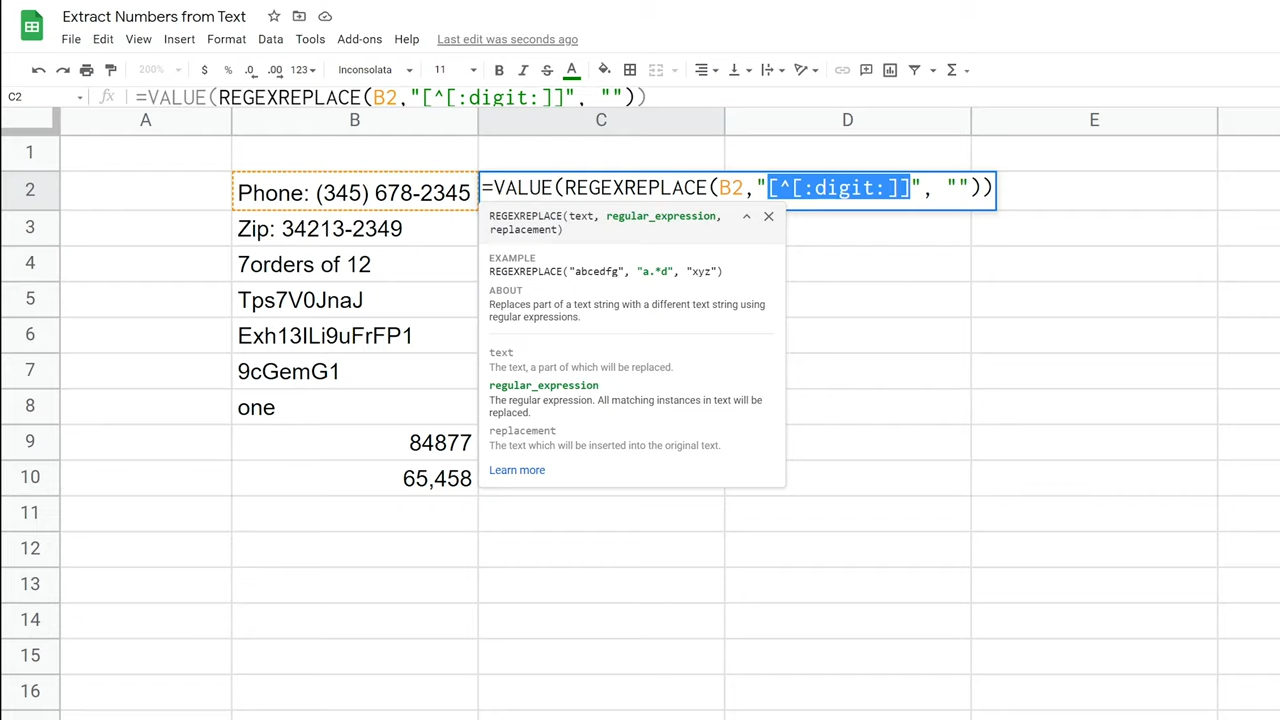 Extract Numbers from Text
File Edit View Insert Format Data Tools Add-ons Help Last edit was seconds ago
200% $ % .0 .00 123 Inconsolata 11 B I S A
C2 fx =VALUE(REGEXREPLACE(B2,"[^[:digit:]]", ""))
A B C D E
1
2 Phone: (345) 678-2345 =VALUE(REGEXREPLACE(B2,"[^[:digit:]]", ""))
REGEXREPLACE(text, regular_expression,
replacement)
3 Zip: 34213-2349
4 7orders of 12
EXAMPLE
REGEXREPLACE("abcedfg", "a.*d", "xyz")
ABOUT
5 Tps7V0JnaJ
Replaces part of a text string with a different text string using
regular expressions.
6 Exh13ILi9uFrFP1
text
The text, a part of which will be replaced.
7 9cGemG1
regular_expression
The regular expression. All matching instances in text will be
replaced.
8 one
replacement
The text which will be inserted into the original text.
9 84877
Learn more
10 65,458
11
12
13
14
15
16